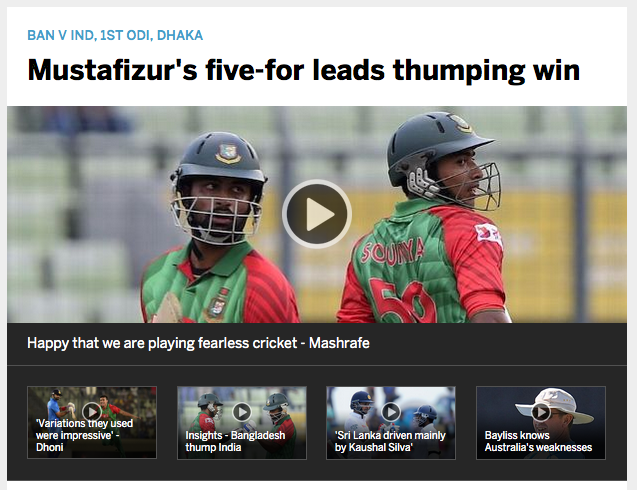 BAN V IND, 1ST ODI, DHAKA
Mustafizur's five-for leads thumping win
SOUMYA
59
Happy that we are playing fearless cricket - Mashrafe
'Variations they used
were impressive' -
Dhoni
Insights - Bangladesh
thump India
'Sri Lanka driven mainly
by Kaushal Silva'
Bayliss knows
Australia's weaknesses